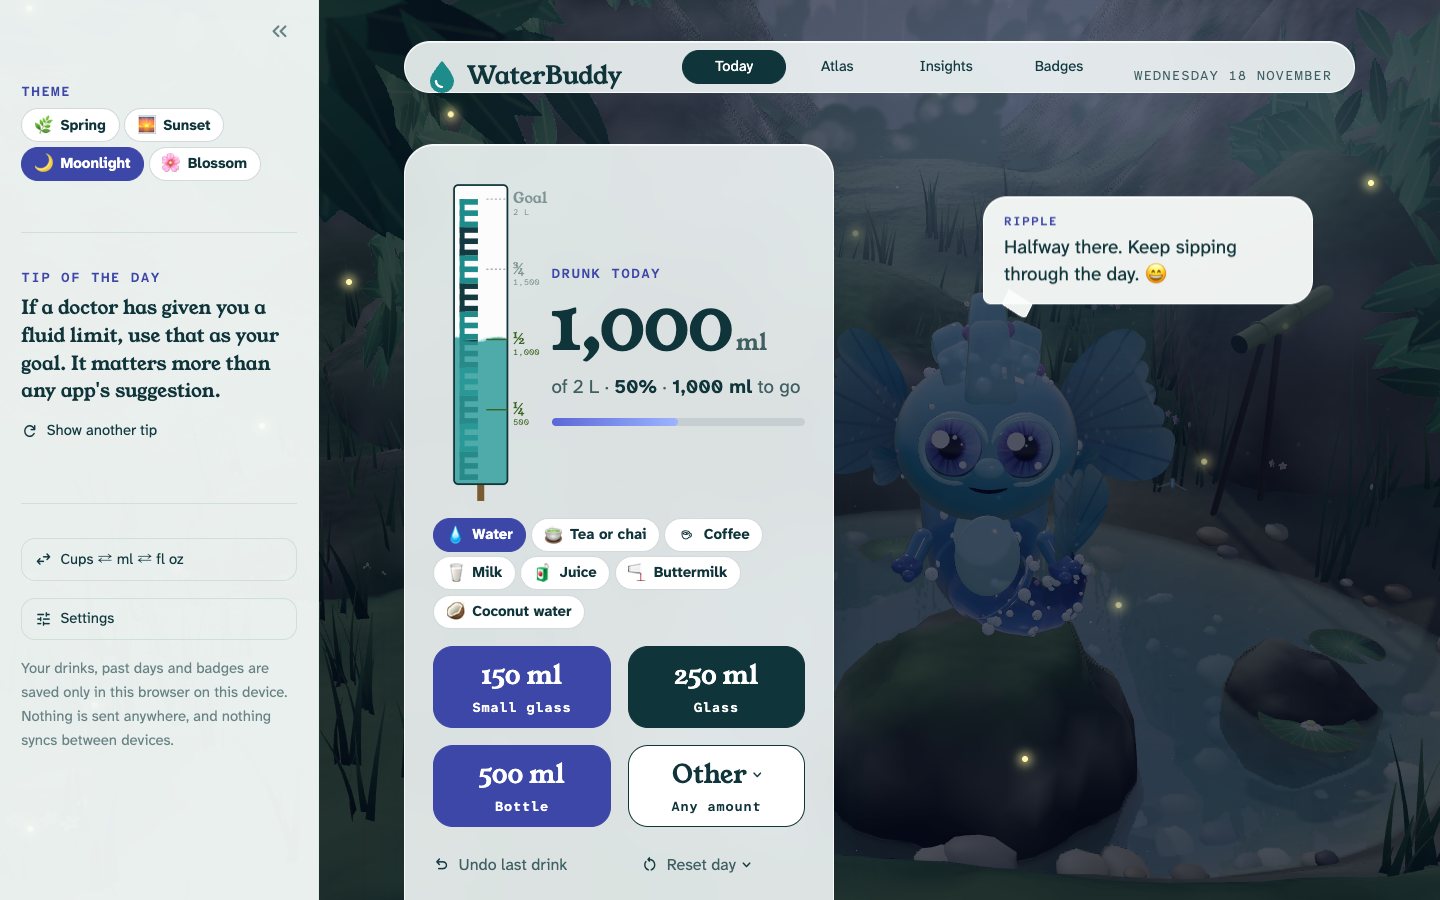 THEME
Spring
Sunset
Moonlight
Blossom
TIP OF THE DAY
If a doctor has given you a
fluid limit, use that as your
goal. It matters more than
any app's suggestion.
Show another tip
Cups ⇄ ml ⇄ fl oz
Settings
Your drinks, past days and badges are
saved only in this browser on this device.
Nothing is sent anywhere, and nothing
syncs between devices.
WaterBuddy
Today
Atlas
Insights
Badges
WEDNESDAY 18 NOVEMBER
Goal
2 L
¾
1,500
½
1,000
¼
500
DRUNK TODAY
1,000 ml
of 2 L · 50% · 1,000 ml to go
Water
Tea or chai
Coffee
Milk
Juice
Buttermilk
Coconut water
150 ml
Small glass
250 ml
Glass
500 ml
Bottle
Other
Any amount
Undo last drink
Reset day
RIPPLE
Halfway there. Keep sipping
through the day. 😄